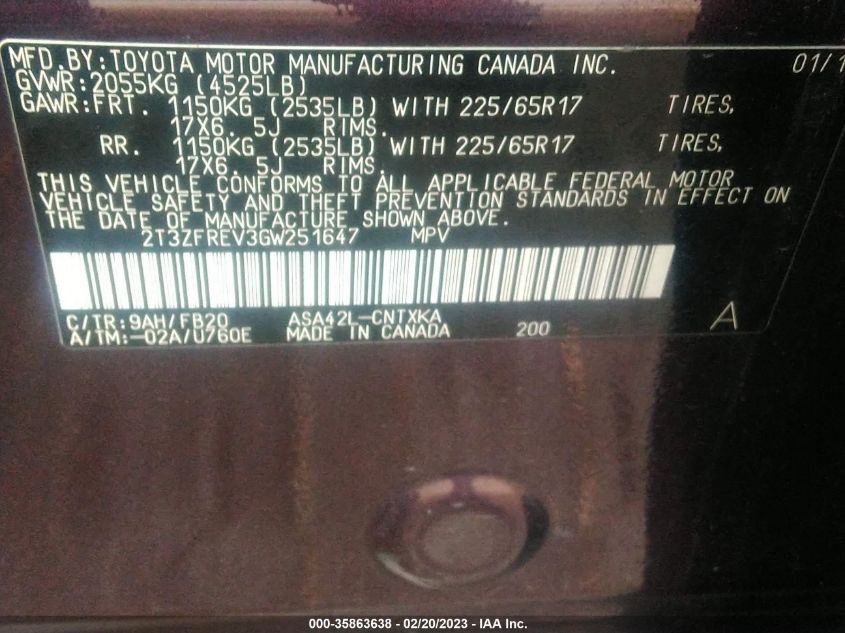 MFD.BY:TOYOTA MOTOR MANUFACTURING CANADA INC. 01/1
GVWR:2055KG (4525LB)
GAWR:FRT. 1150KG (2535LB) WITH 225/65R17 TIRES,
17X6. 5J RIMS.
RR. 1150KG (2535LB) WITH 225/65R17 TIRES,
17X6. 5J RIMS.
THIS VEHICLE CONFORMS TO ALL APPLICABLE FEDERAL MOTOR
VEHICLE SAFETY AND THEFT PREVENTION STANDARDS IN EFFECT ON
THE DATE OF MANUFACTURE SHOWN ABOVE.
2T3ZFREV3GW251647 MPV
C/TR:9AH/FB20 ASA42L-CNTXKA A
A/TM:-02A/U760E MADE IN CANADA 200
000-35863638 - 02/20/2023 - IAA Inc.